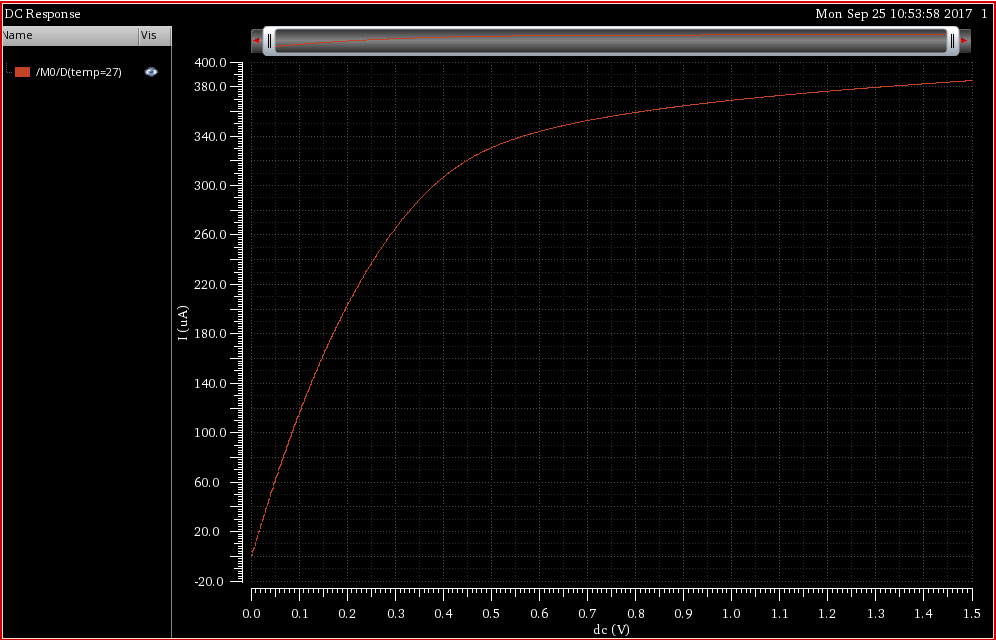 DC Response
Mon Sep 25 10:53:58 2017 1
Name Vis
/M0/D(temp=27)
400.0
380.0
340.0
300.0
260.0
220.0
180.0
140.0
100.0
60.0
20.0
-20.0
I (uA)
0.0 0.1 0.2 0.3 0.4 0.5 0.6 0.7 0.8 0.9 1.0 1.1 1.2 1.3 1.4 1.5
dc (V)